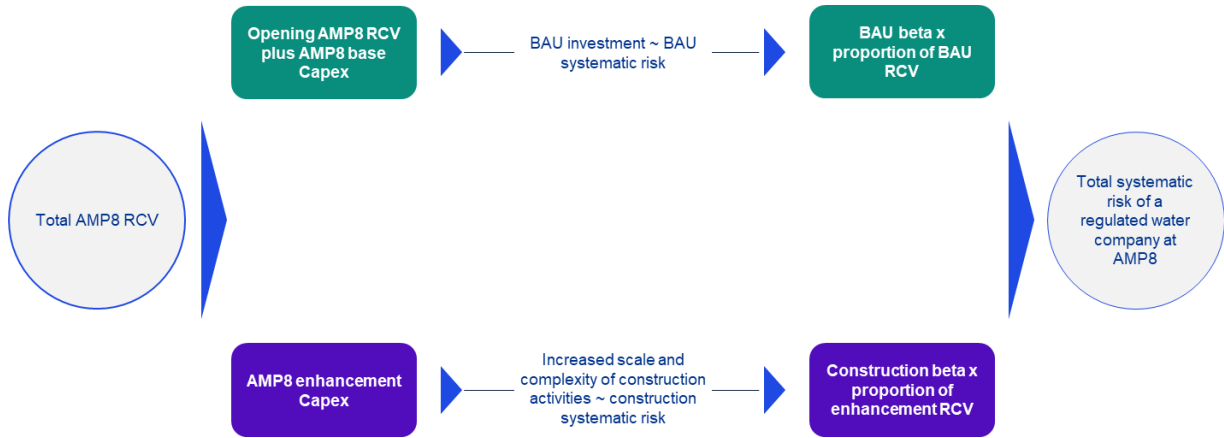 Total AMP8 RCV
Opening AMP8 RCV
plus AMP8 base
Capex
BAU investment ~ BAU
systematic risk
BAU beta x
proportion of BAU
RCV
AMP8 enhancement
Capex
Increased scale and
complexity of construction
activities ~ construction
systematic risk
Construction beta x
proportion of
enhancement RCV
Total systematic
risk of a
regulated water
company at
AMP8